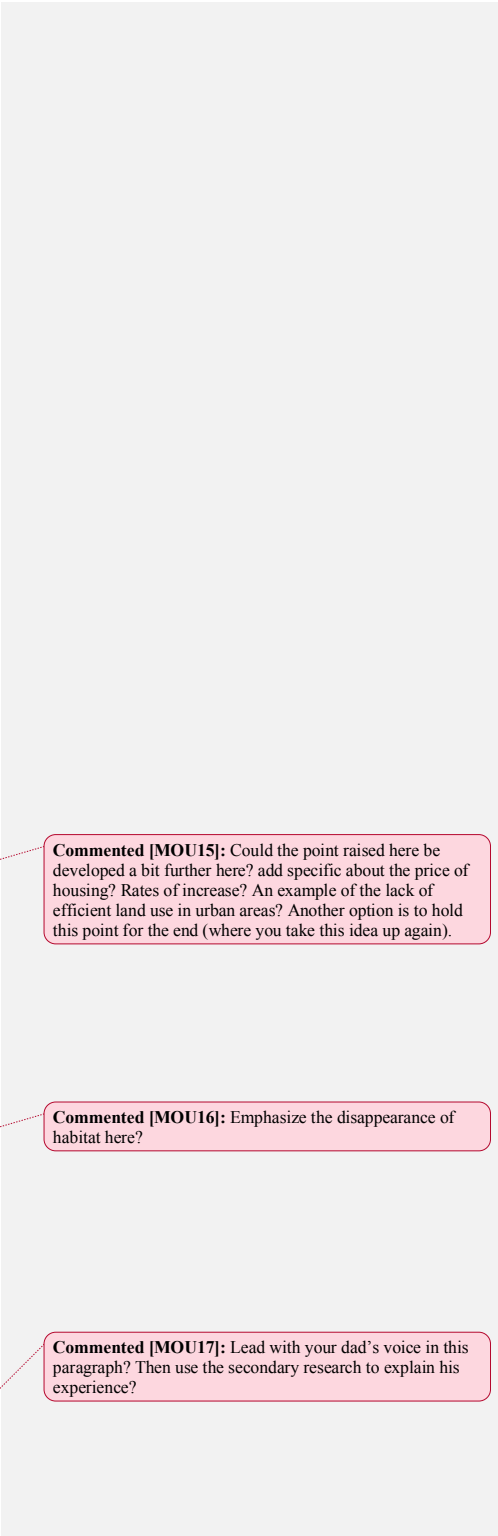 Commented [MOU15]: Could the point raised here be
developed a bit further here? add specific about the price of
housing? Rates of increase? An example of the lack of
efficient land use in urban areas? Another option is to hold
this point for the end (where you take this idea up again).
Commented [MOU16]: Emphasize the disappearance of
habitat here?
Commented [MOU17]: Lead with your dad’s voice in this
paragraph? Then use the secondary research to explain his
experience?